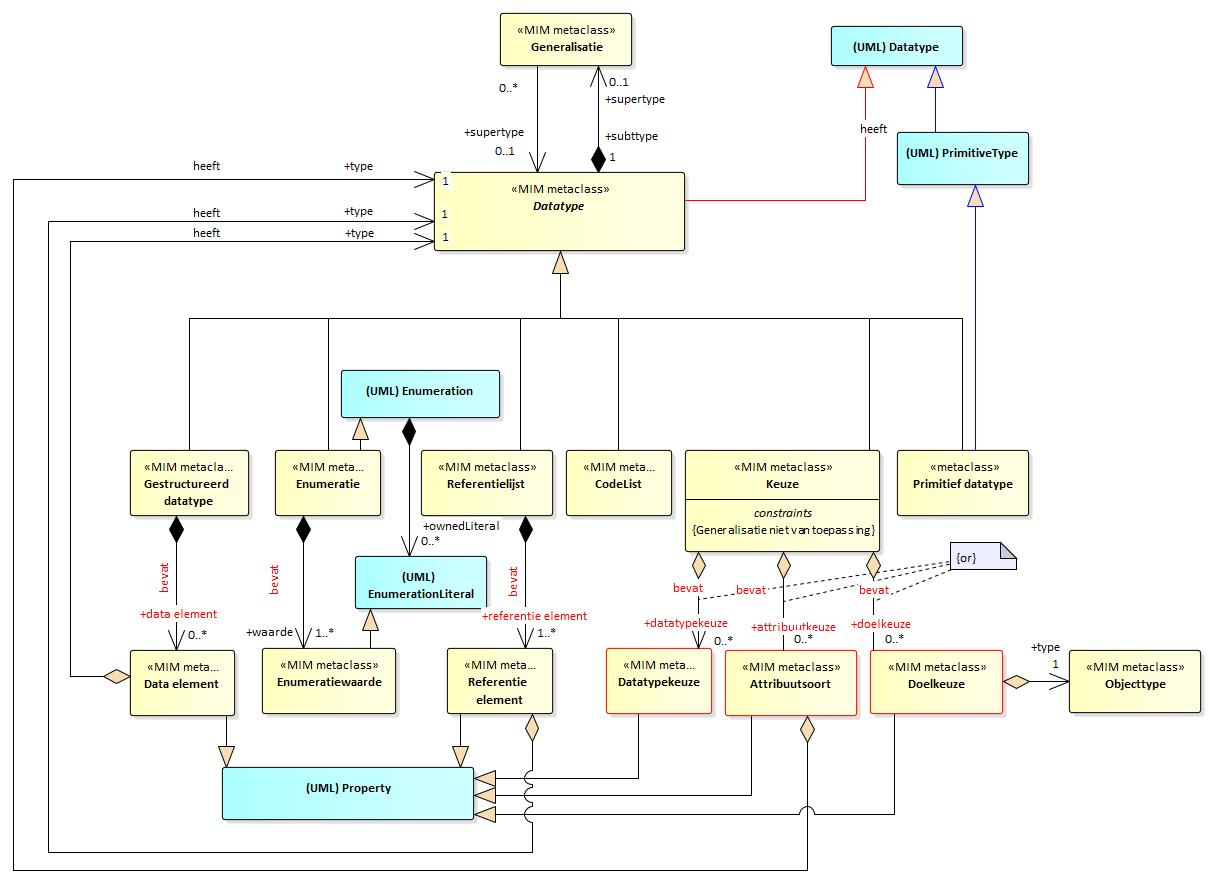 «MIM metaclass»
Generalisatie
(UML) Datatype
0..*
0..1
+supertype
+supertype
0..1
+subttype
1
heeft
(UML) PrimitiveType
heeft
+type
1
heeft
+type
1
heeft
+type
1
«MIM metaclass»
Datatype
(UML) Enumeration
«MIM metacla...
Gestructureerd
datatype
«MIM meta...
Enumeratie
«MIM metaclass»
Referentielijst
«MIM meta...
CodeList
«MIM metaclass»
Keuze
constraints
{Generalisatie niet van toepassing}
«metaclass»
Primitief datatype
+ownedLiteral
0..*
{or}
(UML)
EnumerationLiteral
bevat
bevat
bevat
bevat
bevat
bevat
+data element
0..*
+waarde
1..*
+referentie element
1..*
+datatypekeuze
0..*
+attribuutkeuze
0..*
+doelkeuze
0..*
+type
1
«MIM meta...
Data element
«MIM metaclass»
Enumeratiewaarde
«MIM meta...
Referentie
element
«MIM meta...
Datatypekeuze
«MIM metaclass»
Attribuutsoort
«MIM metaclass»
Doelkeuze
«MIM metaclass»
Objecttype
(UML) Property